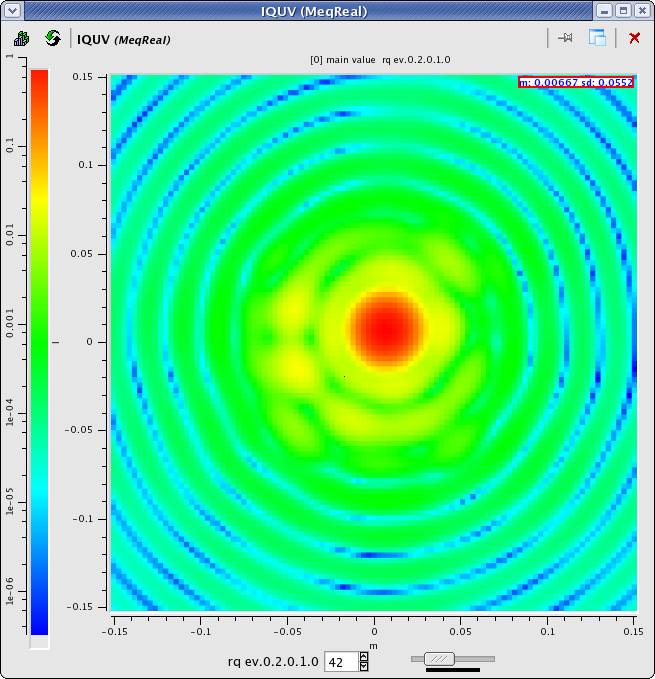 IQUV (MeqReal)
IQUV (MeqReal)
[0] main value rq ev.0.2.0.1.0
m: 0.00667 sd: 0.0552
1
0.1
0.01
0.001
1e-04
1e-05
1e-06
0.15
0.1
0.05
0
-0.05
-0.1
-0.15
-0.15
-0.1
-0.05
0
0.05
0.1
0.15
m
rq ev.0.2.0.1.0 42